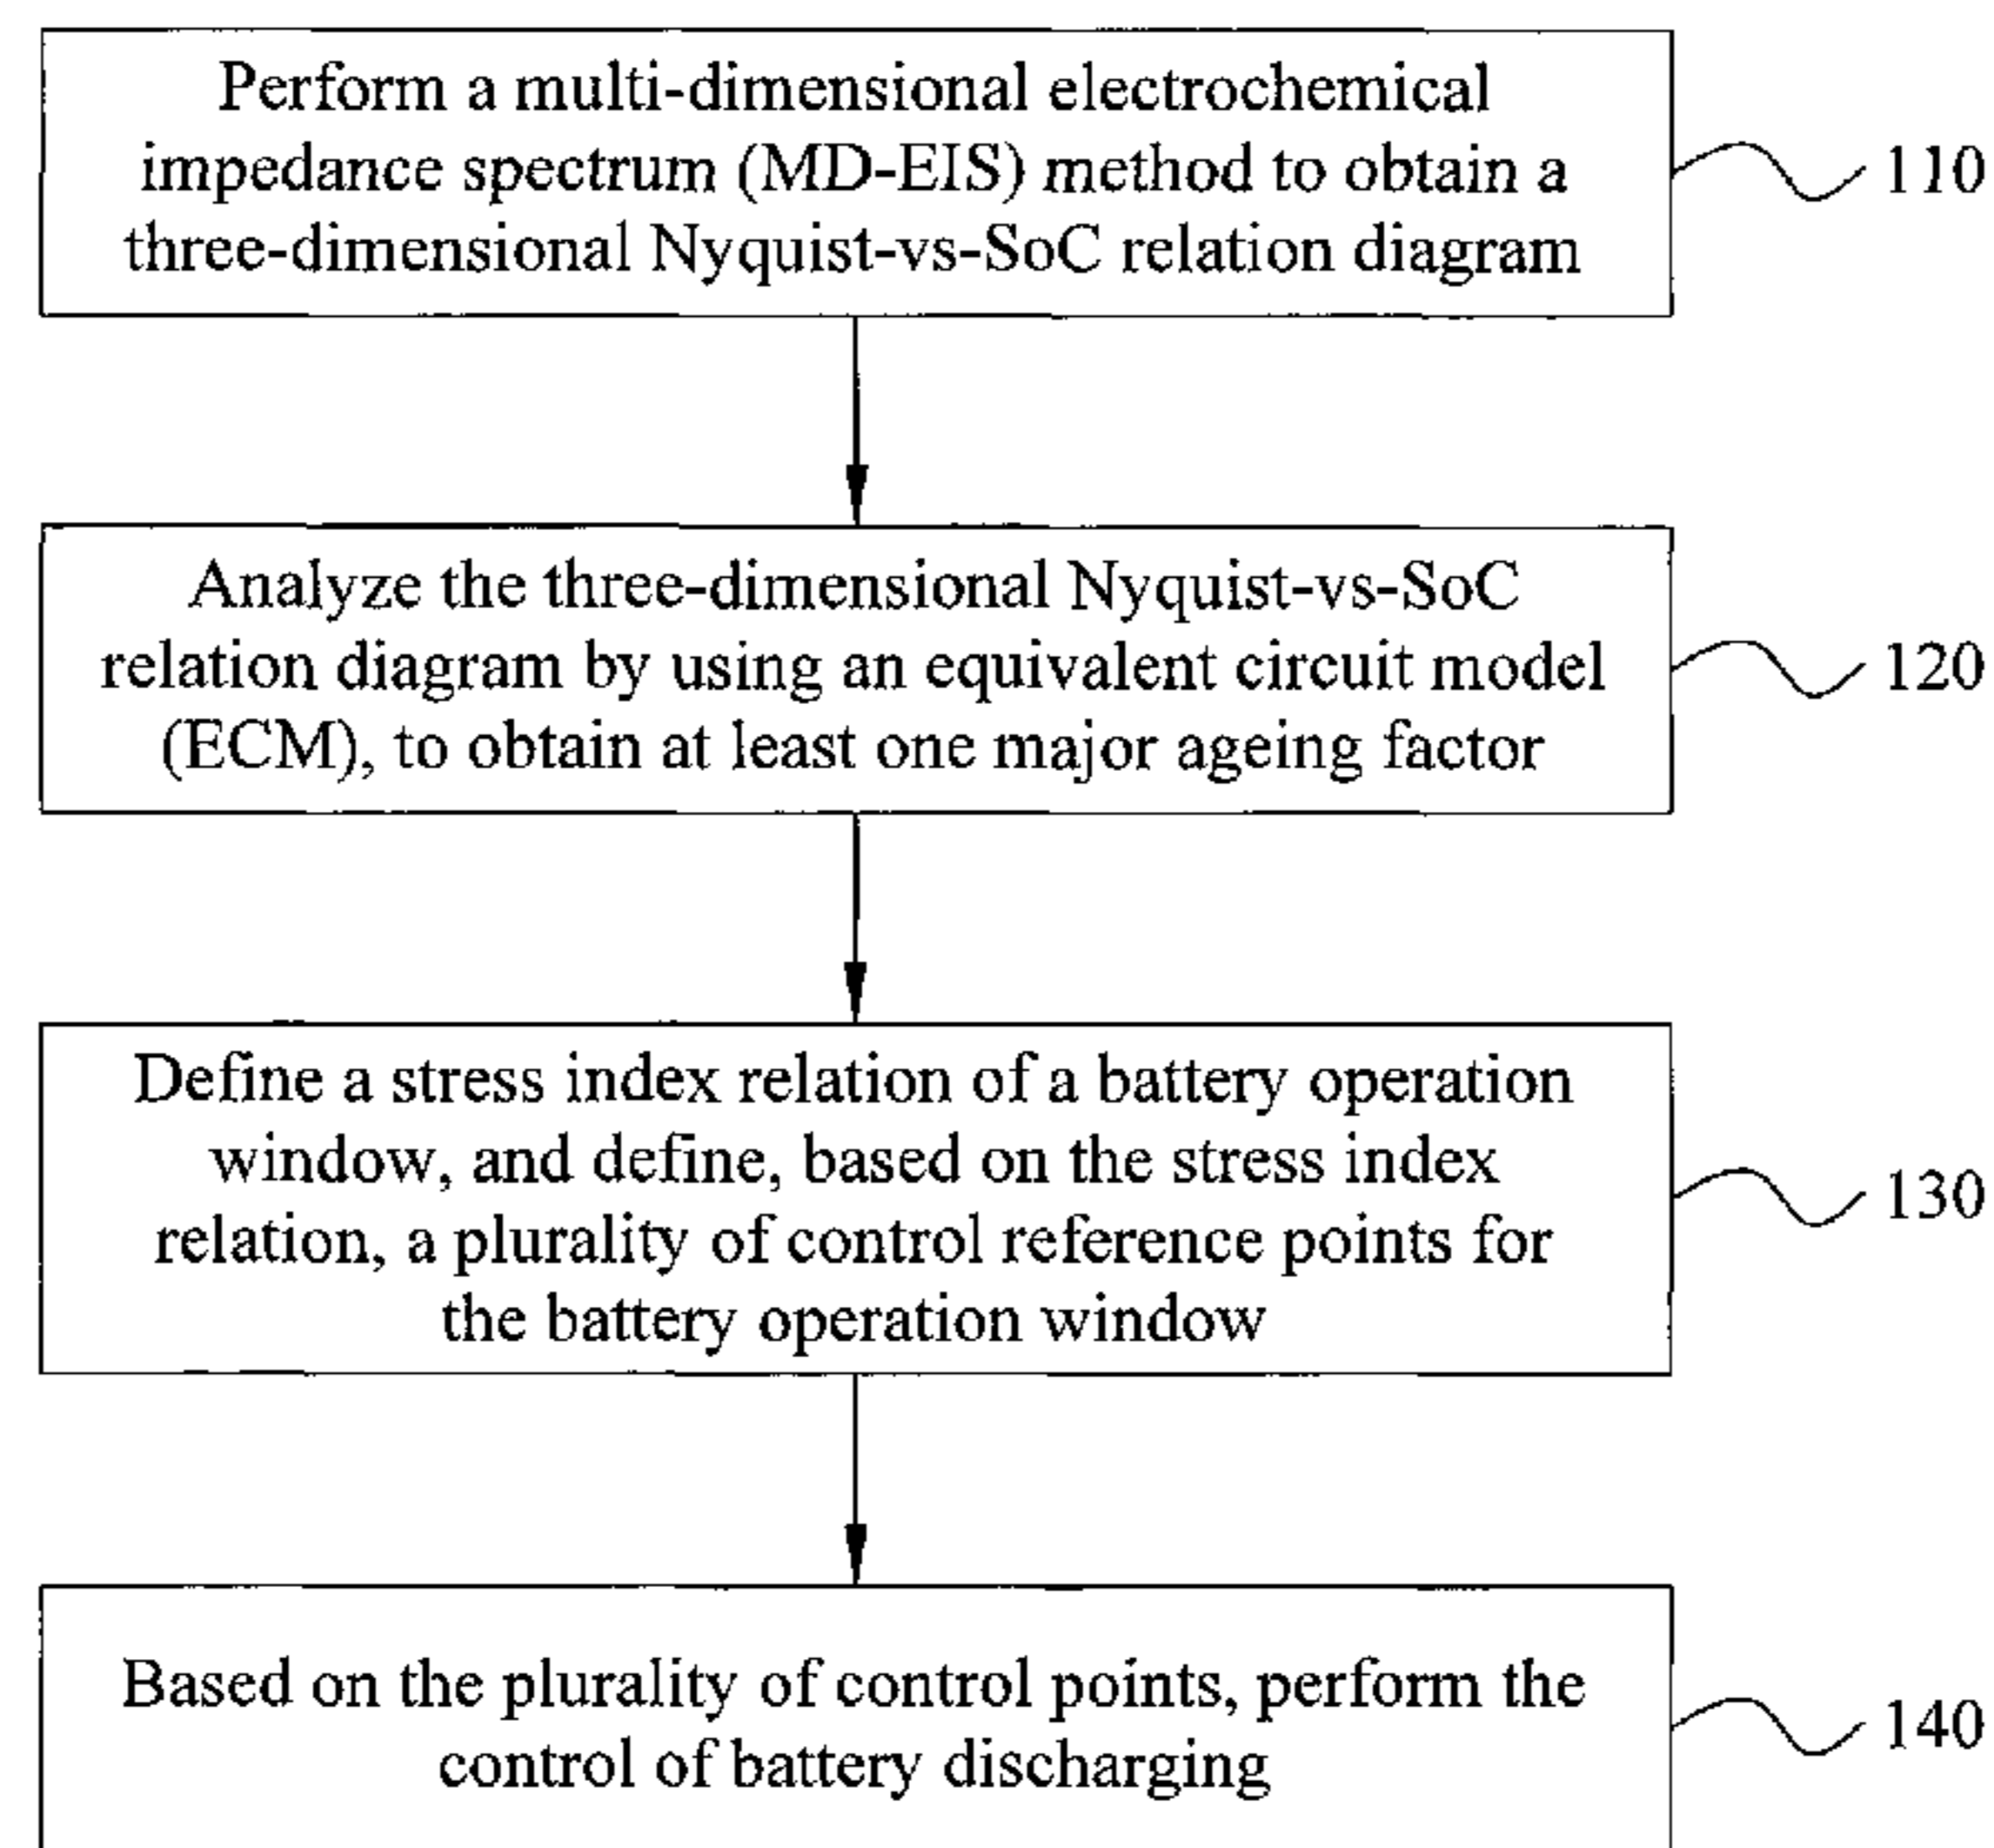 Perform a multi-dimensional electrochemical
impedance spectrum (MD-EIS) method to obtain a
three-dimensional Nyquist-vs-SoC relation diagram
110
Analyze the three-dimensional Nyquist-vs-SoC
relation diagram by using an equivalent circuit model
(ECM), to obtain at least one major ageing factor
120
Define a stress index relation of a battery operation
window, and define, based on the stress index
relation, a plurality of control reference points for
the battery operation window
130
Based on the plurality of control points, perform the
control of battery discharging
140